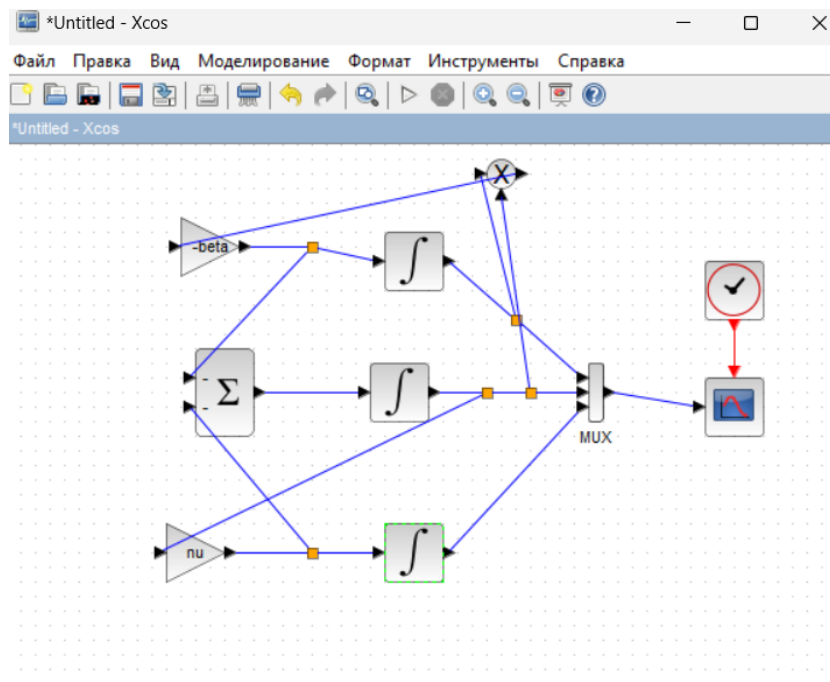 *Untitled - Xcos
Файл Правка Вид Моделирование Формат Инструменты Справка
*Untitled - Xcos
X
-beta
∫
-
Σ
-
∫
MUX
nu
∫